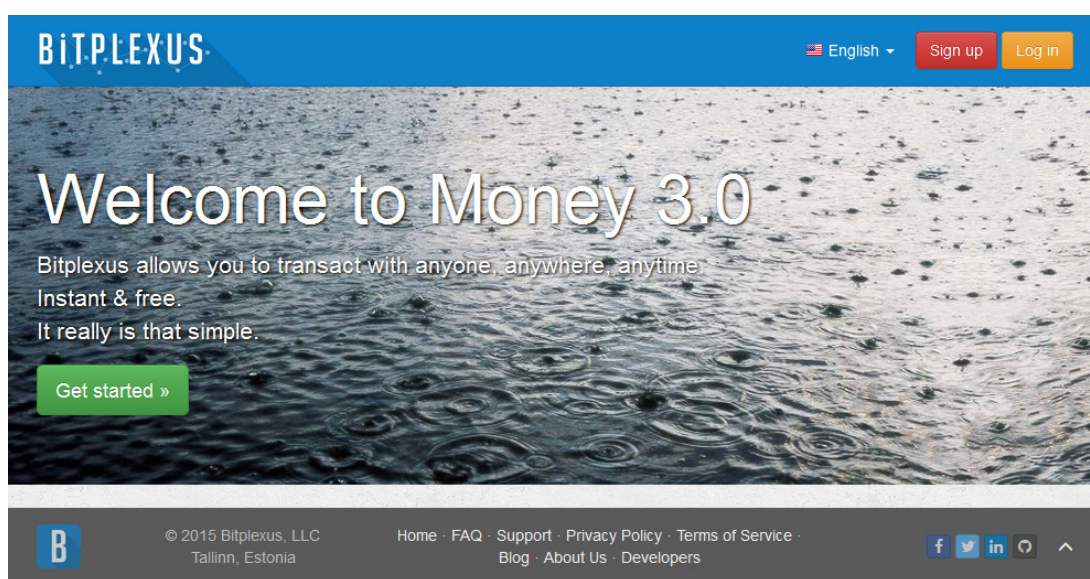 BiTPLEXUS
English
Sign up
Log in
Welcome to Money 3.0
Bitplexus allows you to transact with anyone, anywhere, anytime.
Instant & free.
It really is that simple.
Get started »
B
© 2015 Bitplexus, LLC
Tallinn, Estonia
Home · FAQ · Support · Privacy Policy · Terms of Service ·
Blog · About Us · Developers
f
in